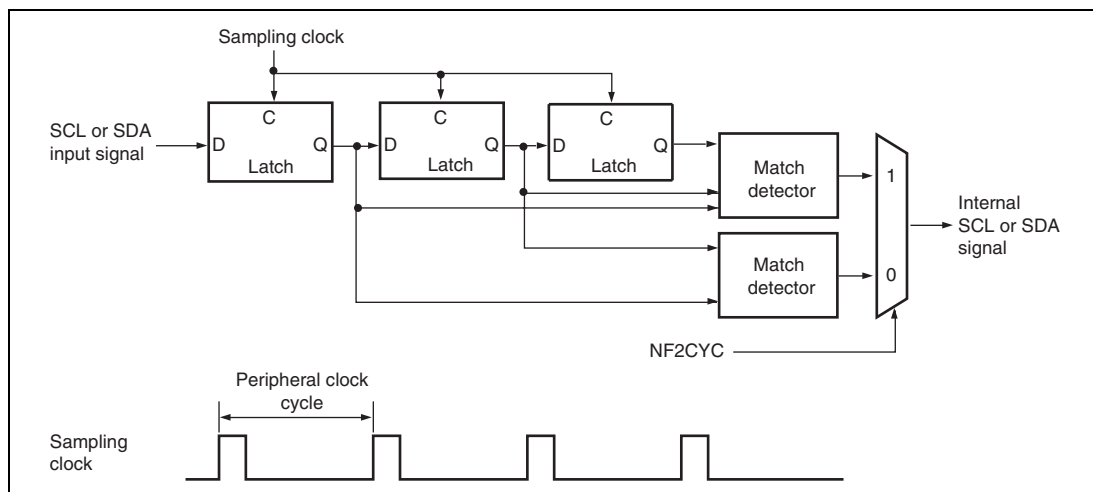 Sampling clock
C
C
C
SCL or SDA
input signal
D
Q
D
Q
D
Q
Latch
Latch
Latch
Match
detector
1
Internal
SCL or SDA
signal
Match
detector
0
NF2CYC
Peripheral clock
cycle
Sampling
clock